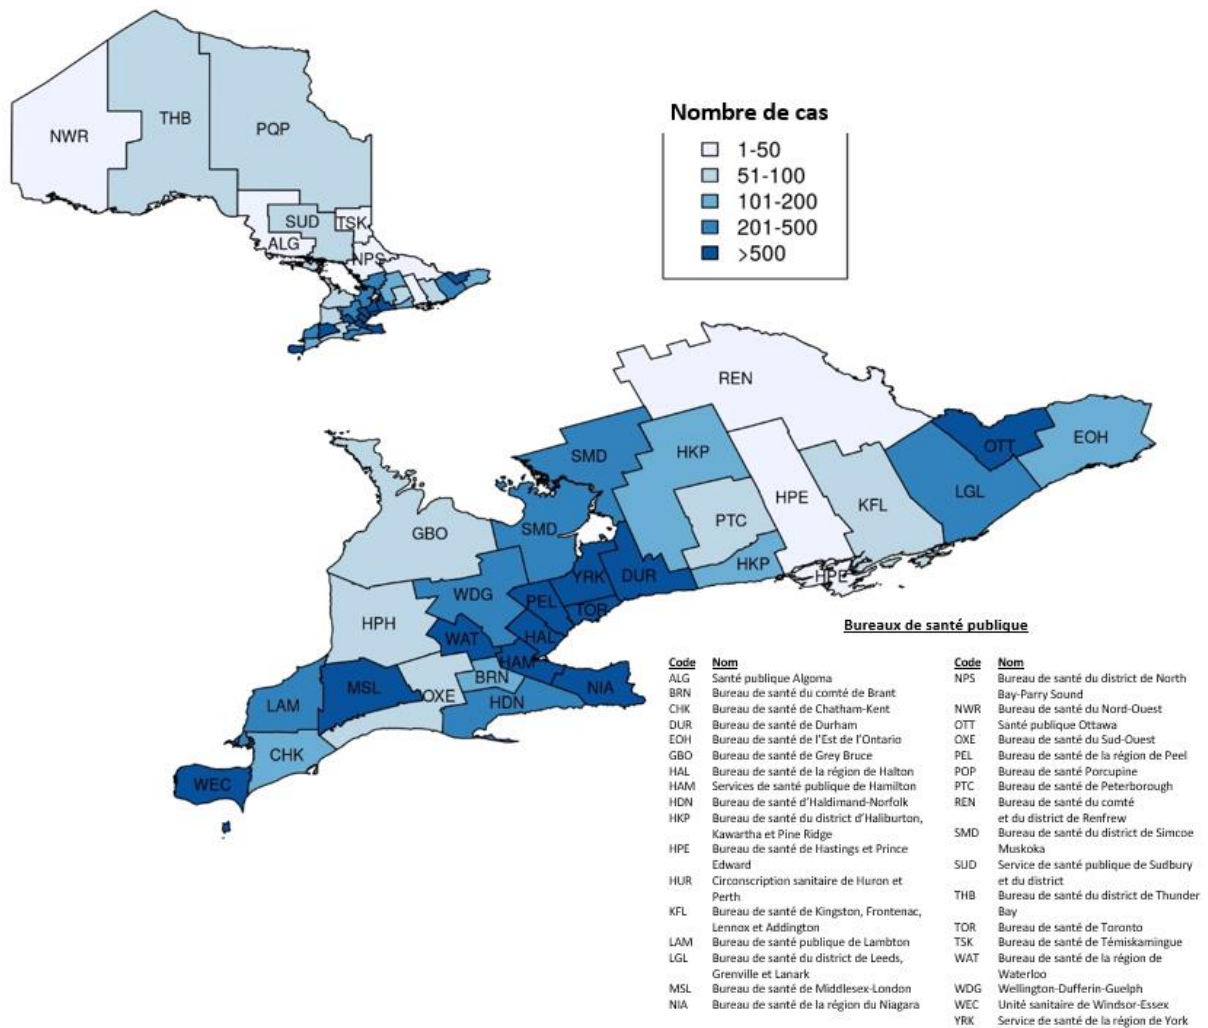 NWR
THB
PQP
SUD
TSK
ALG
NPS
Nombre de cas
1-50
51-100
101-200
201-500
>500
REN
SMD
HKP
OTT
EOH
HPE
KFL
LGL
PTC
GBO
SMD
HKP
HPE
YRK
DUR
WDG
PEL
TOR
HPH
WAT
HAL
HAM
BRN
MSL
OXE
NIA
LAM
HDN
CHK
WEC
Bureaux de santé publique
Code Nom
ALG Santé publique Algoma
BRN Bureau de santé du comté de Brant
CHK Bureau de santé de Chatham-Kent
DUR Bureau de santé de Durham
EOH Bureau de santé de l'Est de l'Ontario
GBO Bureau de santé de Grey Bruce
HAL Bureau de santé de la région de Halton
HAM Services de santé publique de Hamilton
HDN Bureau de santé d'Haldimand-Norfolk
HKP Bureau de santé du district d'Haliburton,
Kawartha et Pine Ridge
HPE Bureau de santé de Hastings et Prince
Edward
HUR Circonscription sanitaire de Huron et
Perth
KFL Bureau de santé de Kingston, Frontenac,
Lennox et Addington
LAM Bureau de santé publique de Lambton
LGL Bureau de santé du district de Leeds,
Grenville et Lanark
MSL Bureau de santé de Middlesex-London
NIA Bureau de santé de la région du Niagara
Code Nom
NPS Bureau de santé du district de North
Bay-Parry Sound
NWR Bureau de santé du Nord-Ouest
OTT Santé publique Ottawa
OXE Bureau de santé du Sud-Ouest
PEL Bureau de santé de la région de Peel
POP Bureau de santé Porcupine
PTC Bureau de santé de Peterborough
REN Bureau de santé du comté
et du district de Renfrew
SMD Bureau de santé du district de Simcoe
Muskoka
SUD Service de santé publique de Sudbury
et du district
THB Bureau de santé du district de Thunder
Bay
TOR Bureau de santé de Toronto
TSK Bureau de santé de Témiskamingue
WAT Bureau de santé de la région de
Waterloo
WDG Wellington-Dufferin-Guelph
WEC Unité sanitaire de Windsor-Essex
YRK Service de santé de la région de York